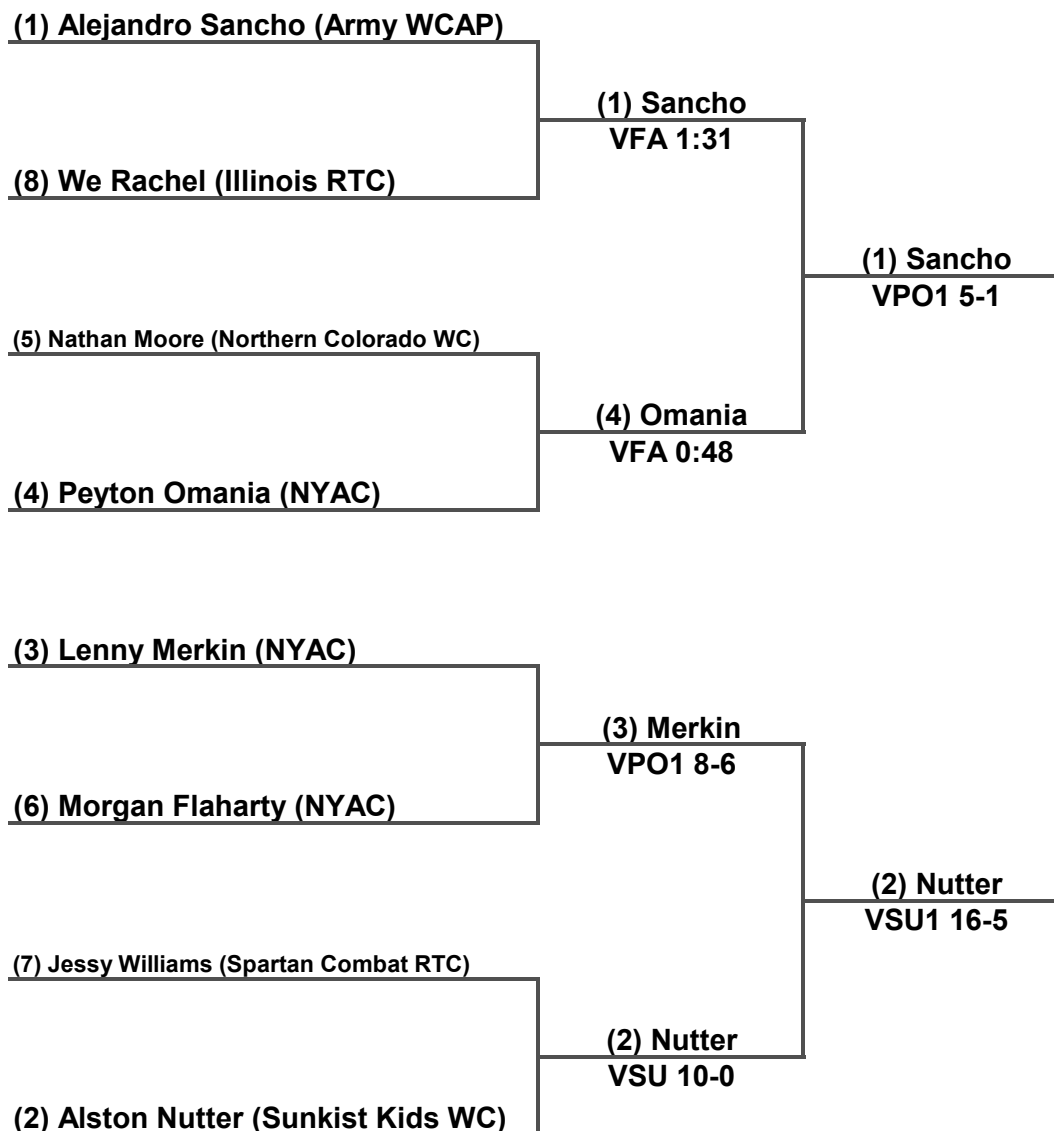 (1) Alejandro Sancho (Army WCAP)
(1) Sancho
VFA 1:31
(8) We Rachel (Illinois RTC)
(1) Sancho
VPO1 5-1
(5) Nathan Moore (Northern Colorado WC)
(4) Omania
VFA 0:48
(4) Peyton Omania (NYAC)
(3) Lenny Merkin (NYAC)
(3) Merkin
VPO1 8-6
(6) Morgan Flaharty (NYAC)
(2) Nutter
VSU1 16-5
(7) Jessy Williams (Spartan Combat RTC)
(2) Nutter
VSU 10-0
(2) Alston Nutter (Sunkist Kids WC)